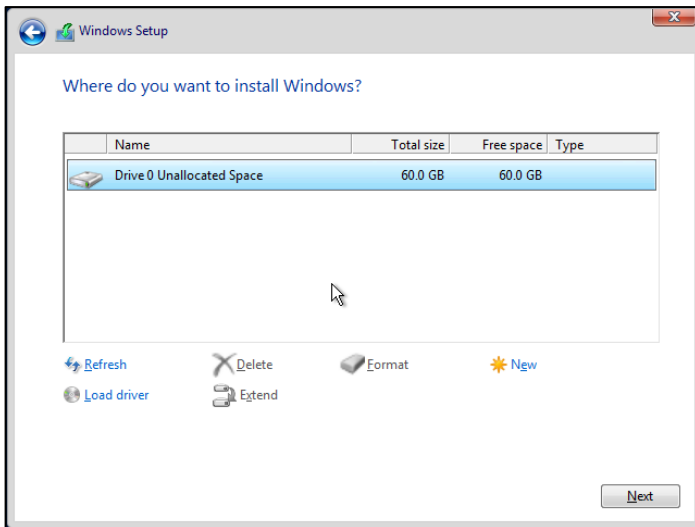 Windows Setup
Where do you want to install Windows?
Name Total size Free space Type
Drive 0 Unallocated Space 60.0 GB 60.0 GB
Refresh Delete Format New
Load driver Extend
Next